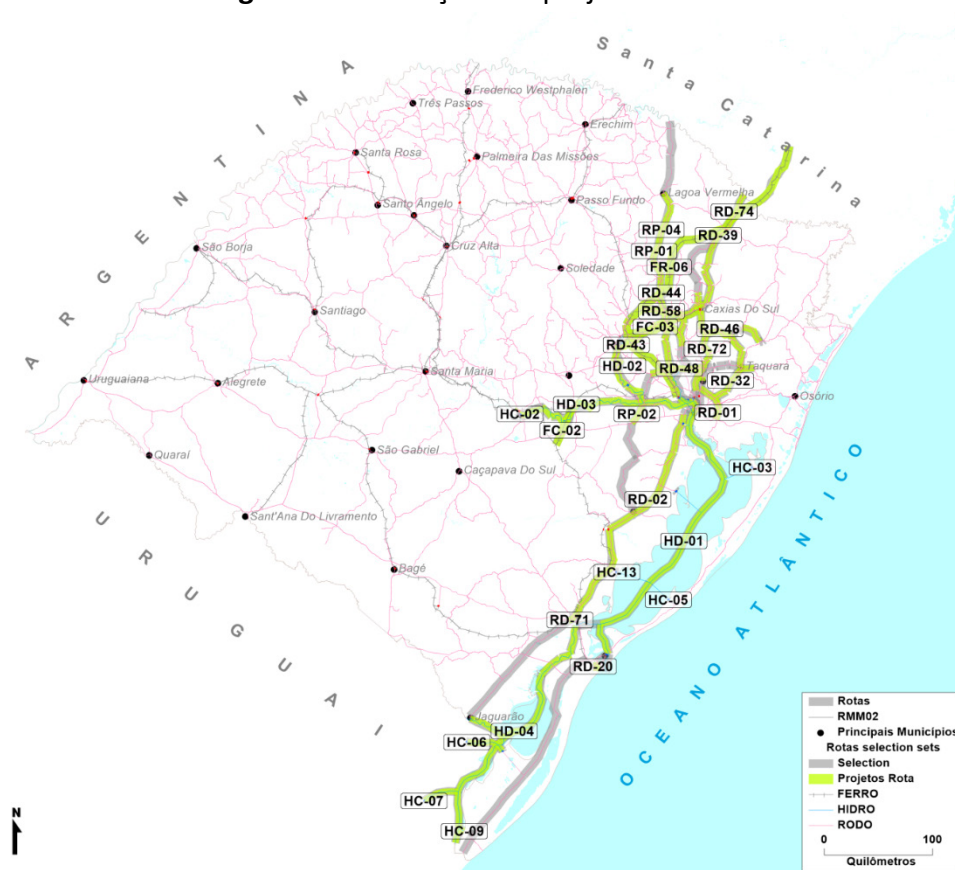 Santa Catarina
ARGENTINA
Frederico Westphalen
Três Passos
Erechim
Santa Rosa
Palmeira Das Missões
Lagoa Vermelha
Passo Fundo
Santo Ângelo
RD-74
RP-04
RD-39
São Borja
Cruz Alta
RP-01
FR-06
Soledade
RD-44
Santiago
RD-58
Caxias Do Sul
FC-03
RD-46
RD-43
RD-72
HD-02
RD-48
Taquara
Santa Maria
RD-32
Uruguaiana
Alegrete
HD-03
Osório
HC-02
RP-02
RD-01
FC-02
Quaraí
São Gabriel
Caçapava Do Sul
HC-03
RD-02
Sant'Ana Do Livramento
HD-01
Bagé
HC-13
HC-05
URUGUAI
RD-71
OCEANO ATLÂNTICO
RD-20
Jaguarão
HD-04
HC-06
HC-07
HC-09
N
Rotas
RMM02
Principais Municípios
Rotas selection sets
Selection
Projetos Rota
FERRO
HIDRO
RODO
0 100
Quilômetros